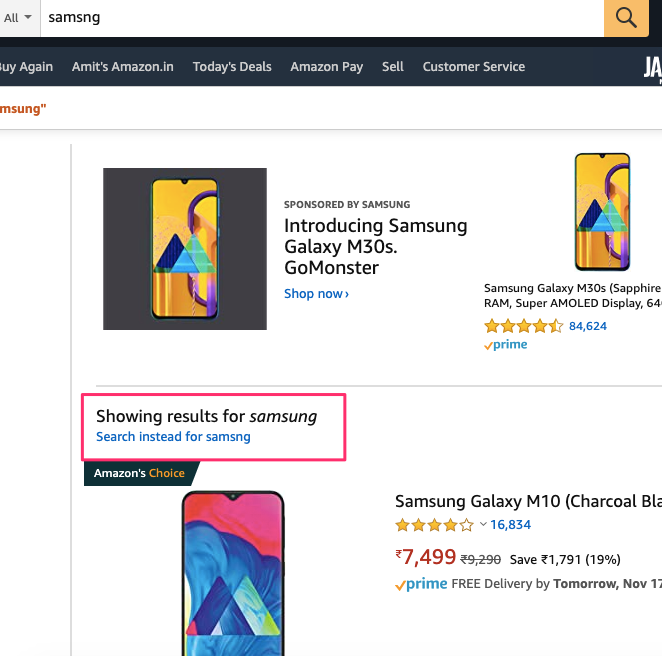 All
samsng
Buy Again Amit's Amazon.in Today's Deals Amazon Pay Sell Customer Service
JA
msung"
SPONSORED BY SAMSUNG
Introducing Samsung
Galaxy M30s.
GoMonster
Shop now ›
Samsung Galaxy M30s (Sapphire
RAM, Super AMOLED Display, 64
84,624
prime
Showing results for samsung
Search instead for samsng
Amazon's Choice
Samsung Galaxy M10 (Charcoal Bla
16,834
₹7,499 ₹9,290 Save ₹1,791 (19%)
prime FREE Delivery by Tomorrow, Nov 17